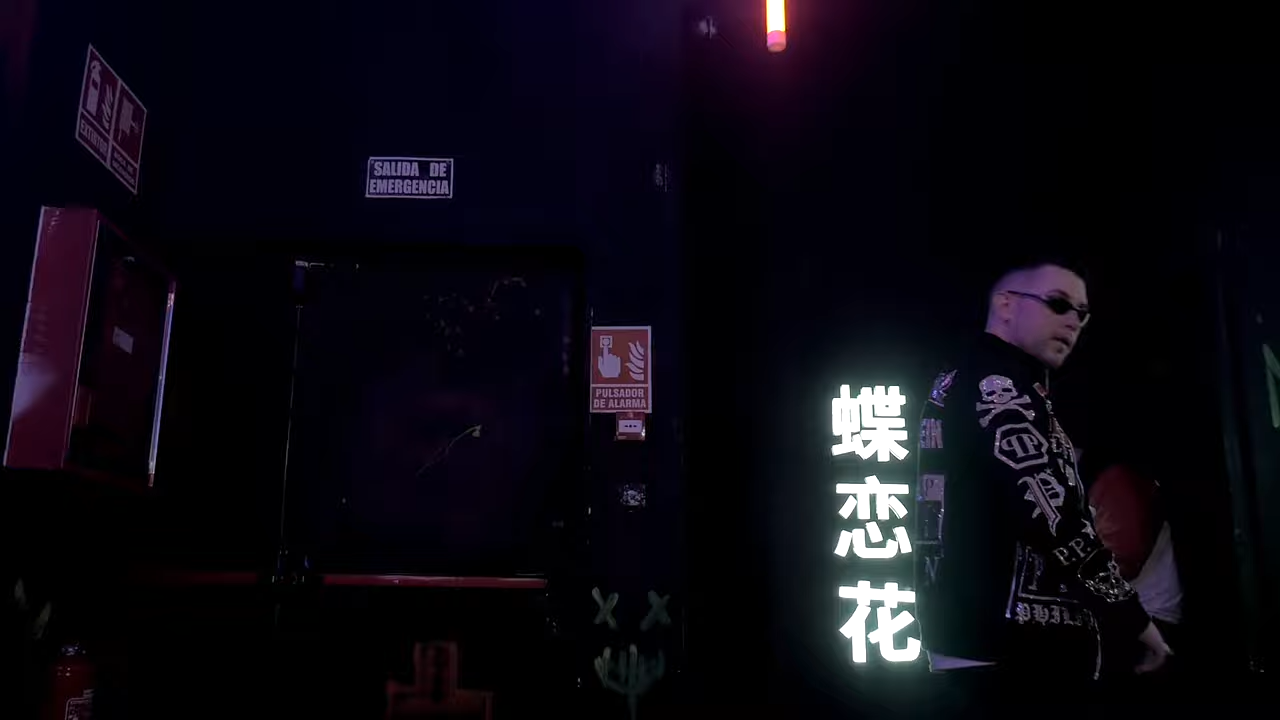 EXTINTOR
SALIDA DE
EMERGENCIA
PULSADOR
DE ALARMA
蝶
恋
花
P.P.